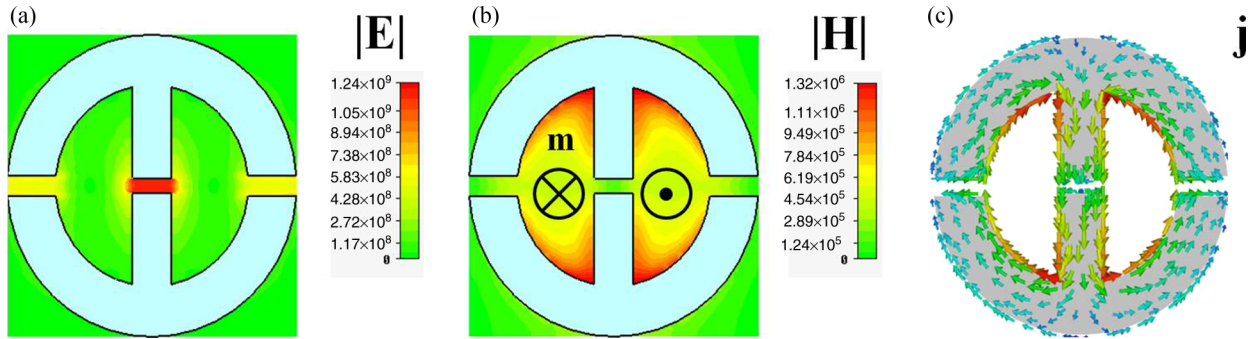 (a)
|E|
1.24×10⁹
1.05×10⁹
8.94×10⁸
7.38×10⁸
5.83×10⁸
4.28×10⁸
2.72×10⁸
1.17×10⁸
0
(b)
m
|H|
1.32×10⁶
1.11×10⁶
9.49×10⁵
7.84×10⁵
6.19×10⁵
4.54×10⁵
2.89×10⁵
1.24×10⁵
0
(c)
j